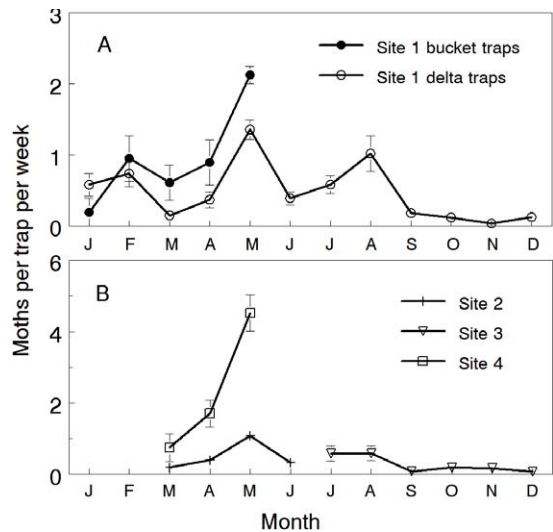 Moths per trap per week
A
Site 1 bucket traps
Site 1 delta traps
3
2
1
0
J F M A M J J A S O N D
B
Site 2
Site 3
Site 4
6
4
2
0
J F M A M J J A S O N D
Month